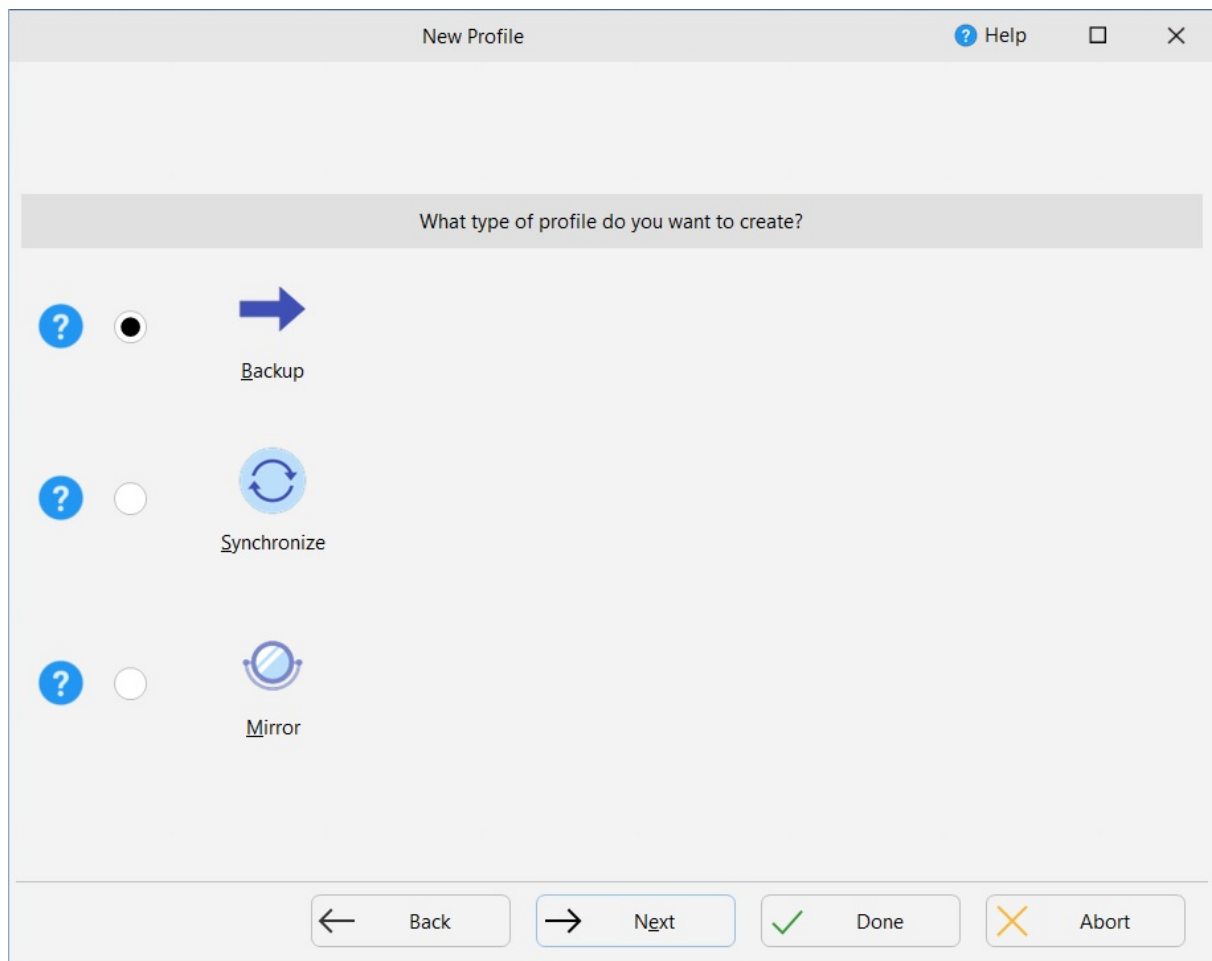 New Profile
Help
What type of profile do you want to create?
Backup
Synchronize
Mirror
Back
Next
Done
Abort